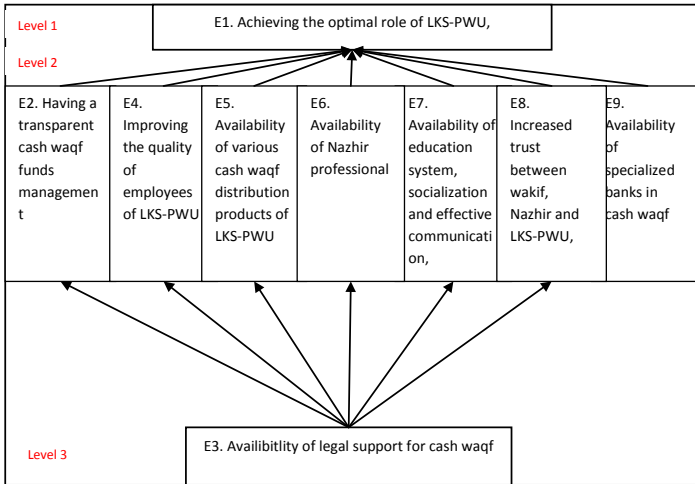 Level 1
E1. Achieving the optimal role of LKS-PWU,
Level 2
E2. Having a
transparent
cash waqf
funds
managemen
t
E4.
Improving
the quality
of
employees
of LKS-PWU
E5.
Availability
of various
cash waqf
distribution
products of
LKS-PWU
E6.
Availability
of Nazhir
professional
E7.
Availability of
education
system,
socialization
and effective
communicati
on,
E8.
Increased
trust
between
wakif,
Nazhir and
LKS-PWU,
E9.
Availability
of
specialized
banks in
cash waqf
E3. Availibitlity of legal support for cash waqf
Level 3